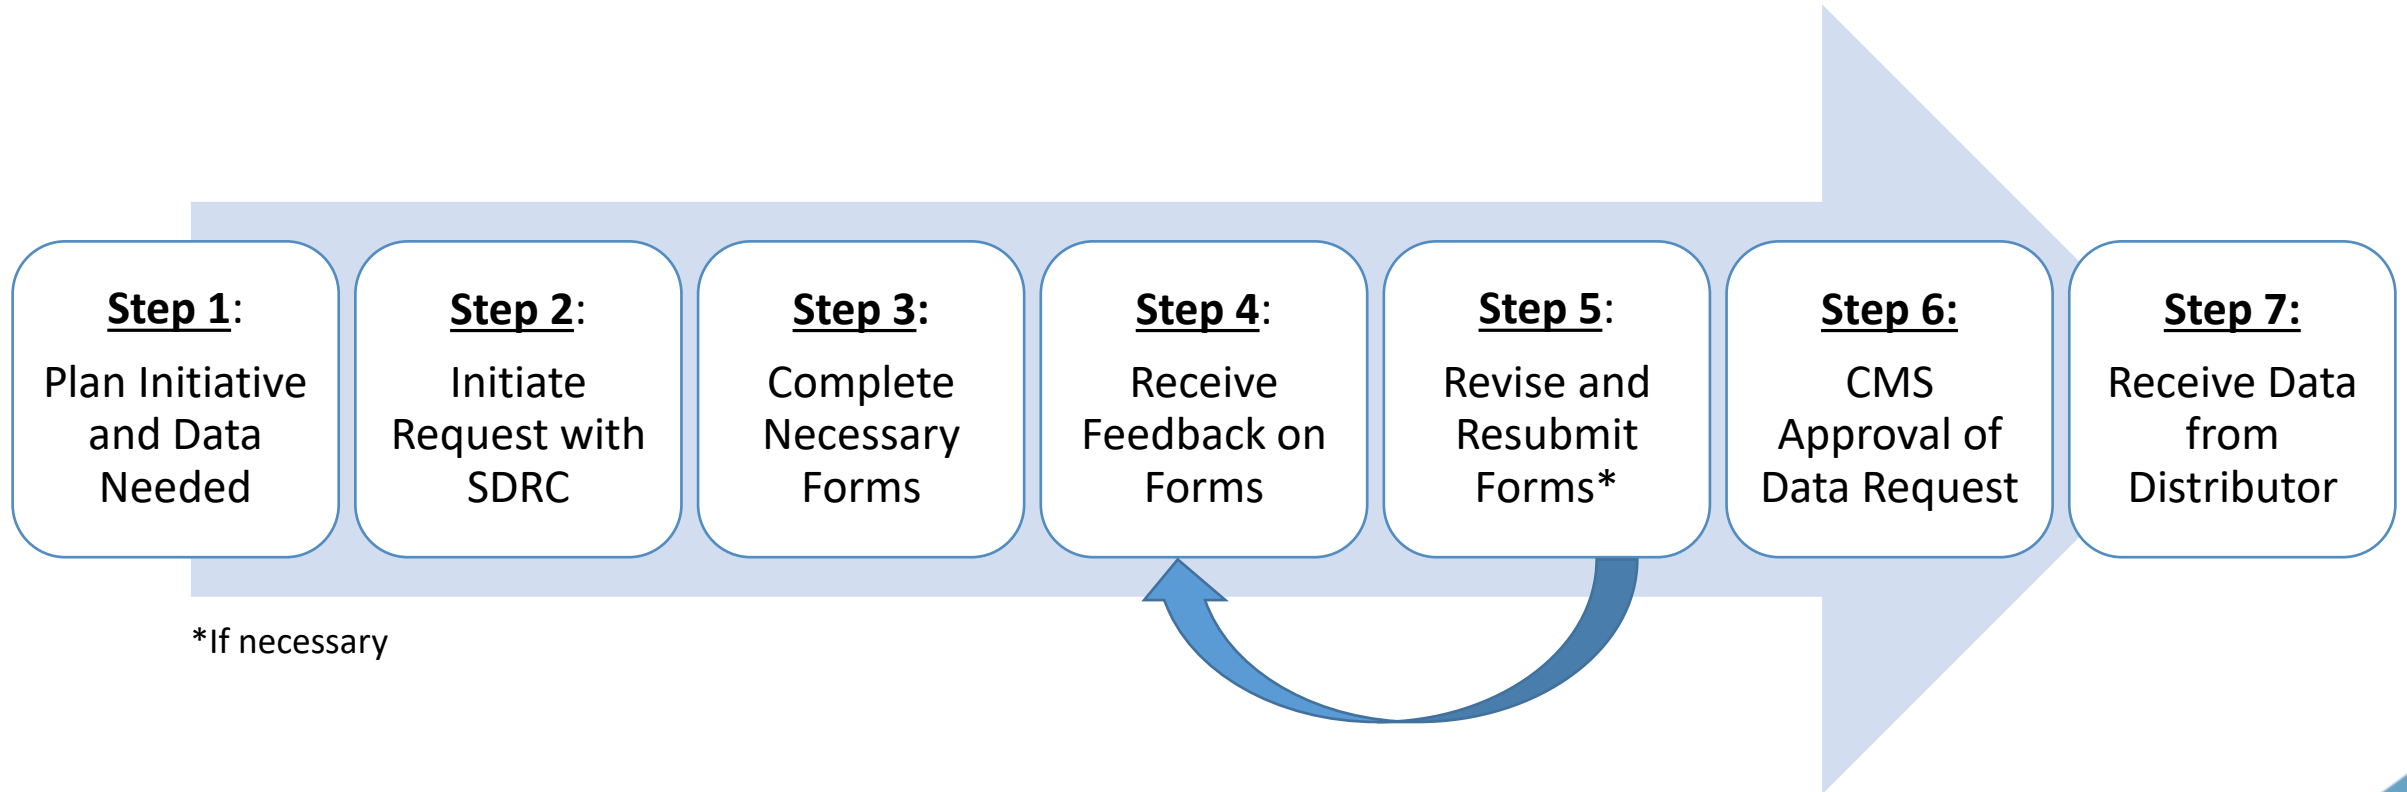 Step 1:
Plan Initiative
and Data
Needed
Step 2:
Initiate
Request with
SDRC
Step 3:
Complete
Necessary
Forms
Step 4:
Receive
Feedback on
Forms
Step 5:
Revise and
Resubmit
Forms*
Step 6:
CMS
Approval of
Data Request
Step 7:
Receive Data
from
Distributor
*If necessary